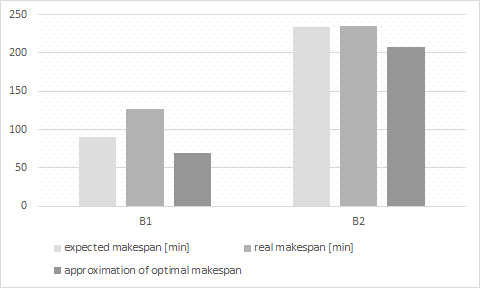 250
200
150
100
50
0
B1 B2
expected makespan [min] real makespan [min]
approximation of optimal makespan